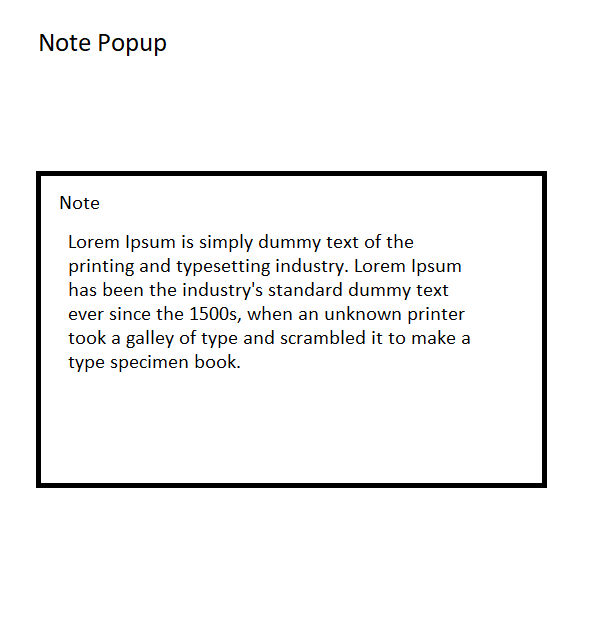 Note Popup
Note
Lorem Ipsum is simply dummy text of the
printing and typesetting industry. Lorem Ipsum
has been the industry's standard dummy text
ever since the 1500s, when an unknown printer
took a galley of type and scrambled it to make a
type specimen book.